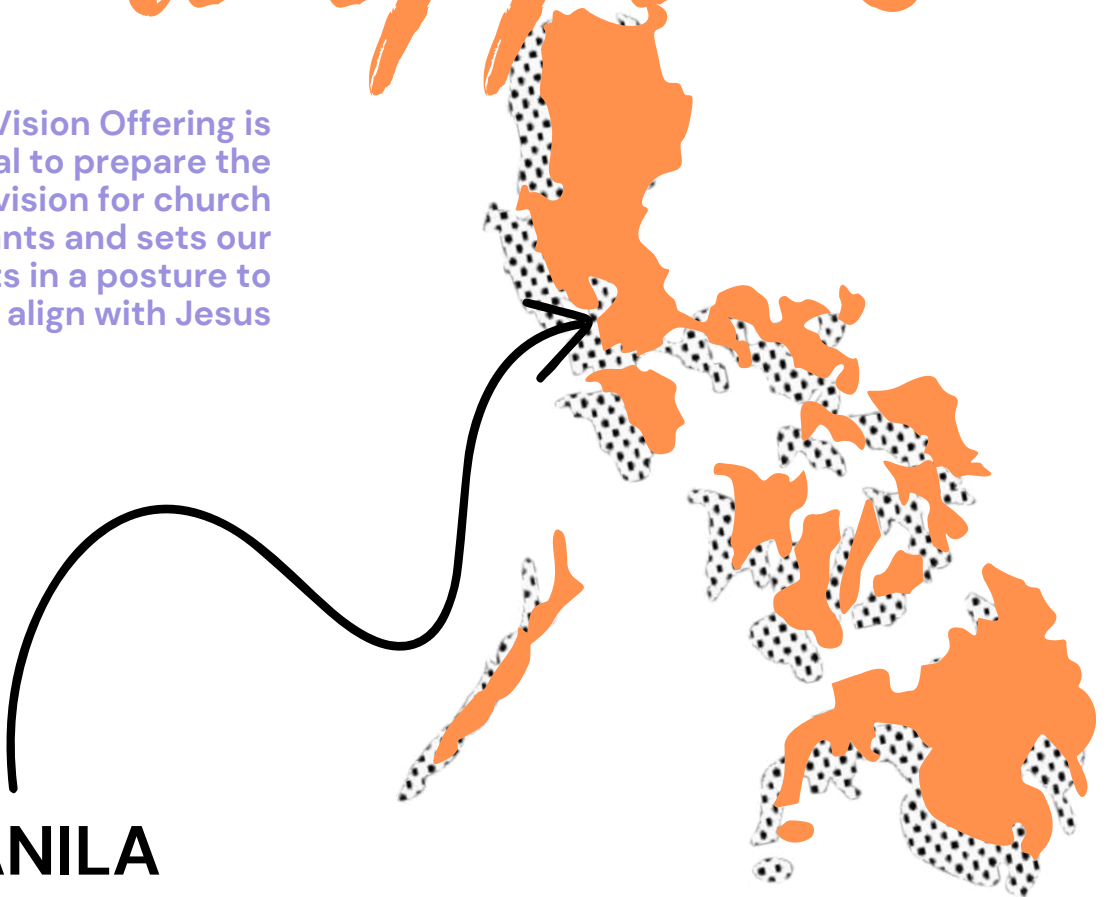 Vision Offering is
al to prepare the
vision for church
nts and sets our
s in a posture to
align with Jesus
NILA